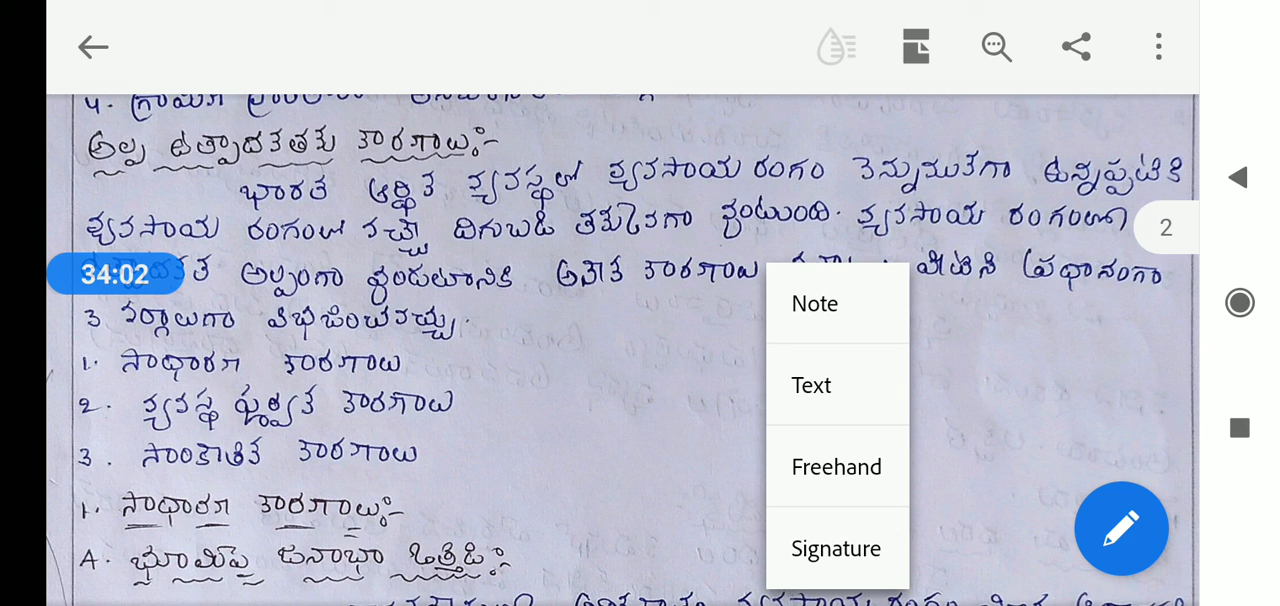 4. గ్రామీణ
అల్ప ఉత్పాదకతకు కారణాలు:-
భారత ఆర్థిక వ్యవస్థలో వ్యవసాయ రంగం వెన్నుముకగా ఉన్నప్పటికి
వ్యవసాయ రంగంలో వచ్చే దిగుబడి తక్కువగా వుంటుంది. వ్యవసాయ రంగంలో
2
34:02
అల్పంగా వుండటానికి అనేక కారణాలు వీటిని ప్రధానంగా
3 వర్గాలుగా విభజించవచ్చు.
1. సాధారణ కారణాలు
2. వ్యవస్థ పూర్వక కారణాలు
3. సాంకేతిక కారణాలు
1. సాధారణ కారణాలు:-
A. భూమిపై జనాభా ఒత్తిడి:-
Note
Text
Freehand
Signature